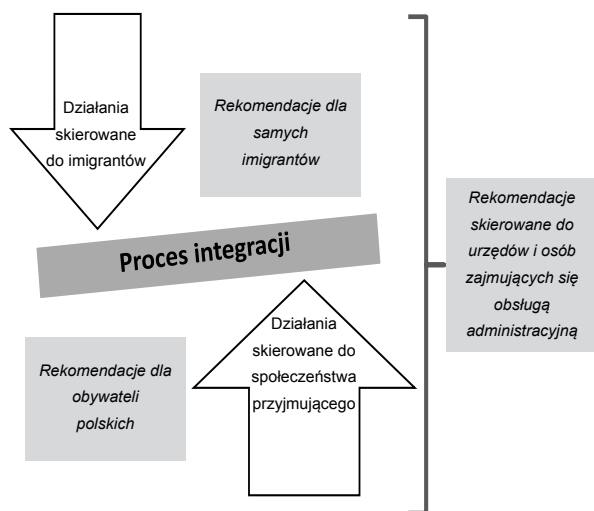 Działania
skierowane
do imigrantów
Rekomendacje dla
samych
imigrantów
Proces integracji
Rekomendacje dla
obywateli
polskich
Działania
skierowane do
społeczeństwa
przyjmującego
Rekomendacje
skierowane do
urzędów i osób
zajmujących się
obsługą
administracyjną